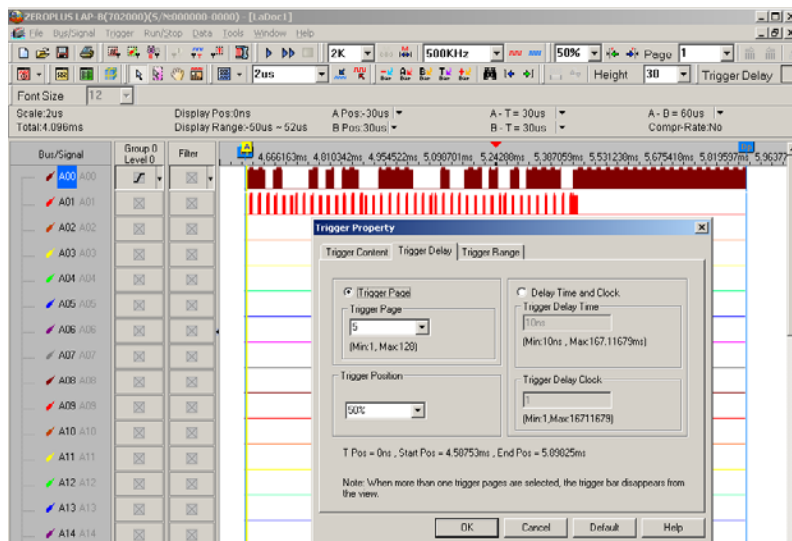 ZEROPLUS LAP-B(702000)(S/N:000000-0000) - [LaDoc1]
File Bus/Signal Trigger Run/Stop Data Tools Window Help
2K 500KHz 50% Page 1
2us Height 30 Trigger Delay
Font Size 12
Scale:2us Display Pos:0ns A Pos:-30us A - T = 30us A - B = 60us
Total:4.096ms Display Range:-50us ~ 52us B Pos:30us B - T = 30us Compr-Rate:No
Bus/Signal Group 0 Level 0 Filter
4.666163ms 4.810342ms 4.954522ms 5.098701ms 5.24288ms 5.387059ms 5.531238ms 5.675418ms 5.819597ms 5.96377
A00 A00
A01 A01
A02 A02
A03 A03
A04 A04
A05 A05
A06 A06
A07 A07
A08 A08
A09 A09
A10 A10
A11 A11
A12 A12
A13 A13
A14 A14
Trigger Property
Trigger Content Trigger Delay Trigger Range
Trigger Page
Trigger Page
5
(Min:1, Max:128)
Trigger Position
50%
Delay Time and Clock
Trigger Delay Time
10ns
(Min:10ns , Max:167.11679ms)
Trigger Delay Clock
1
(Min:1,Max:16711679)
T Pos = 0ns , Start Pos = 4.58753ms , End Pos = 5.89825ms
Note: When more than one trigger pages are selected, the trigger bar disappears from
the view.
OK Cancel Default Help